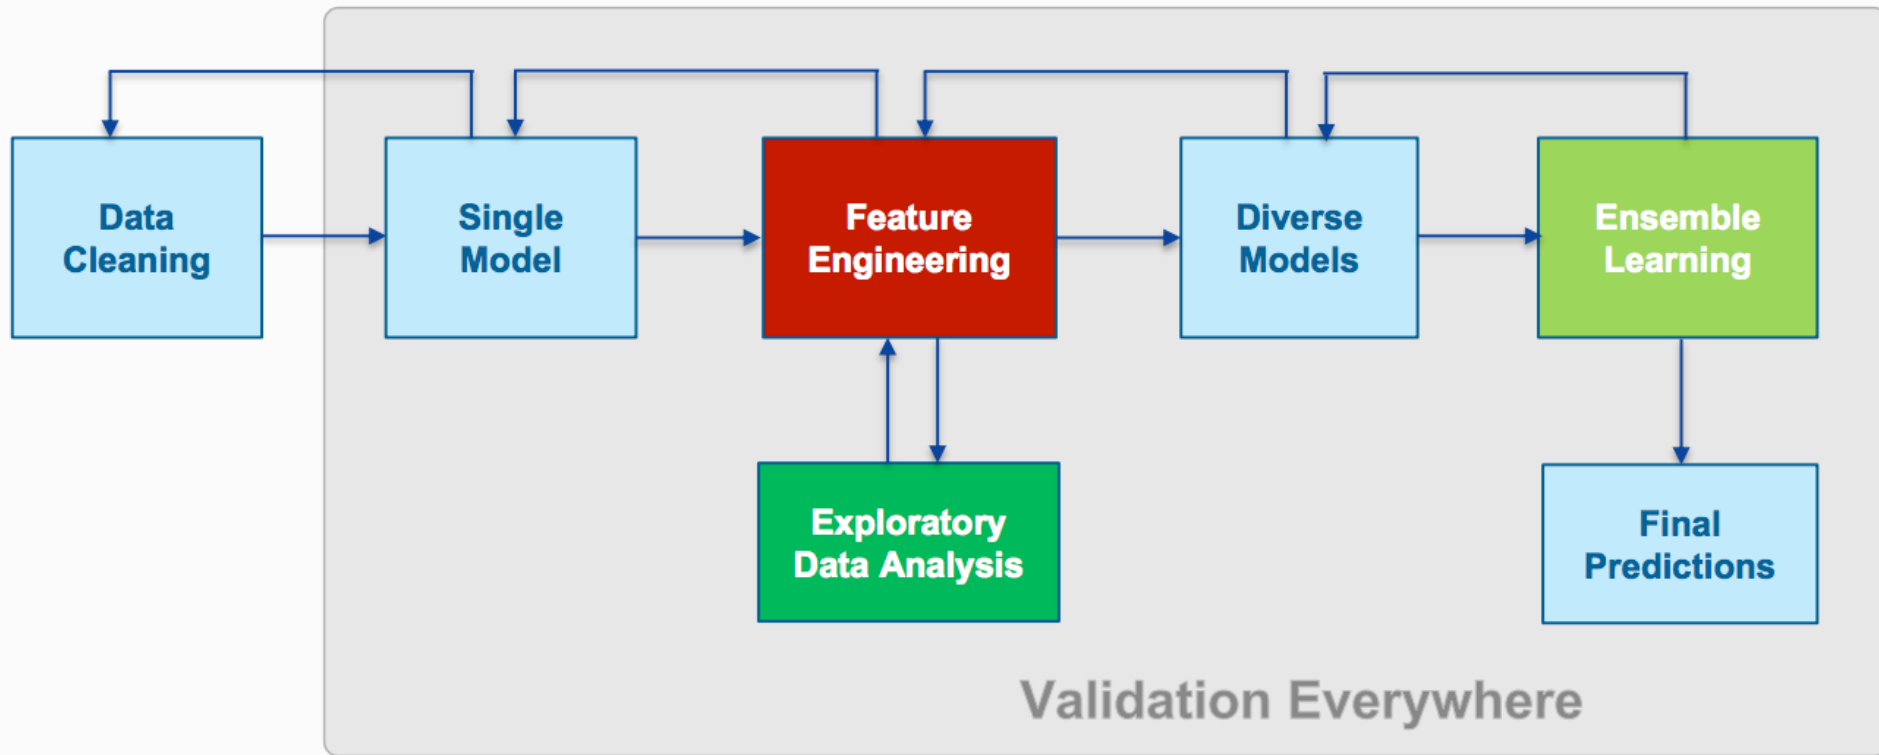 Data
Cleaning
Single
Model
Feature
Engineering
Diverse
Models
Ensemble
Learning
Exploratory
Data Analysis
Final
Predictions
Validation Everywhere